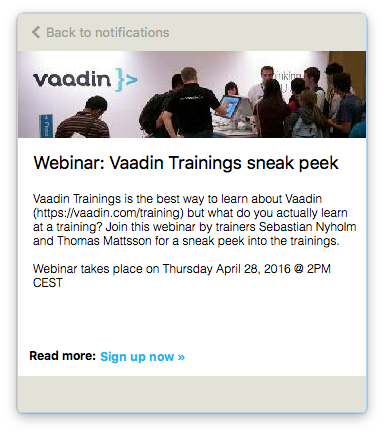 Back to notifications
vaadin }>
Webinar: Vaadin Trainings sneak peek
Vaadin Trainings is the best way to learn about Vaadin
(https://vaadin.com/training) but what do you actually learn
at a training? Join this webinar by trainers Sebastian Nyholm
and Thomas Mattsson for a sneak peek into the trainings.
Webinar takes place on Thursday April 28, 2016 @ 2PM
CEST
Read more: Sign up now »